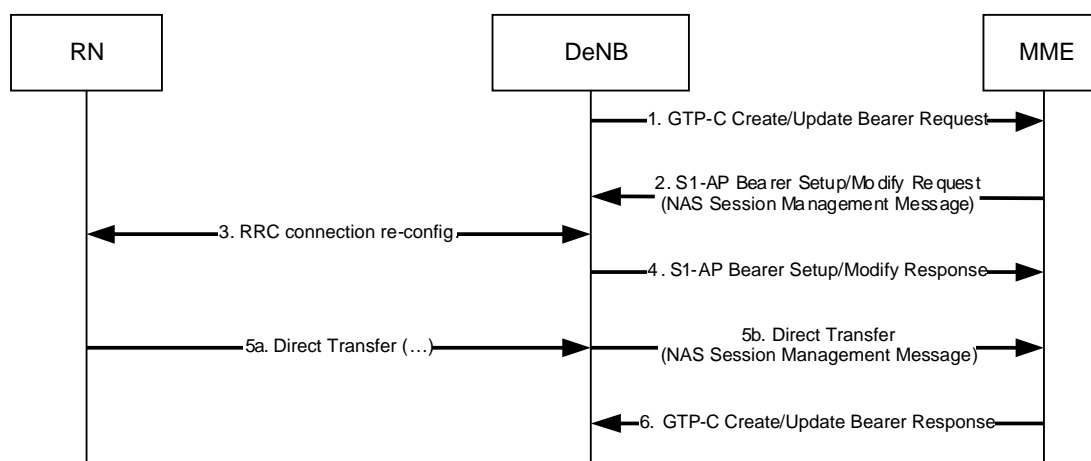 RN
DeNB
MME
1. GTP-C Create/Update Bearer Request
2. S1-AP Bearer Setup/Modify Request
(NAS Session Management Message)
3. RRC connection re-config.
4. S1-AP Bearer Setup/Modify Response
5a. Direct Transfer (…)
5b. Direct Transfer
(NAS Session Management Message)
6. GTP-C Create/Update Bearer Response